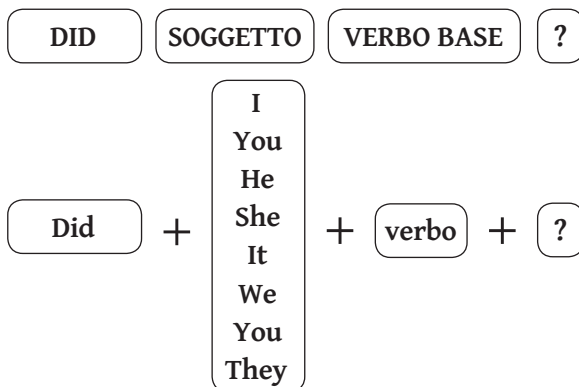 DID SOGGETTO VERBO BASE ?
I
You
He
Did + She + verbo + ?
It
We
You
They